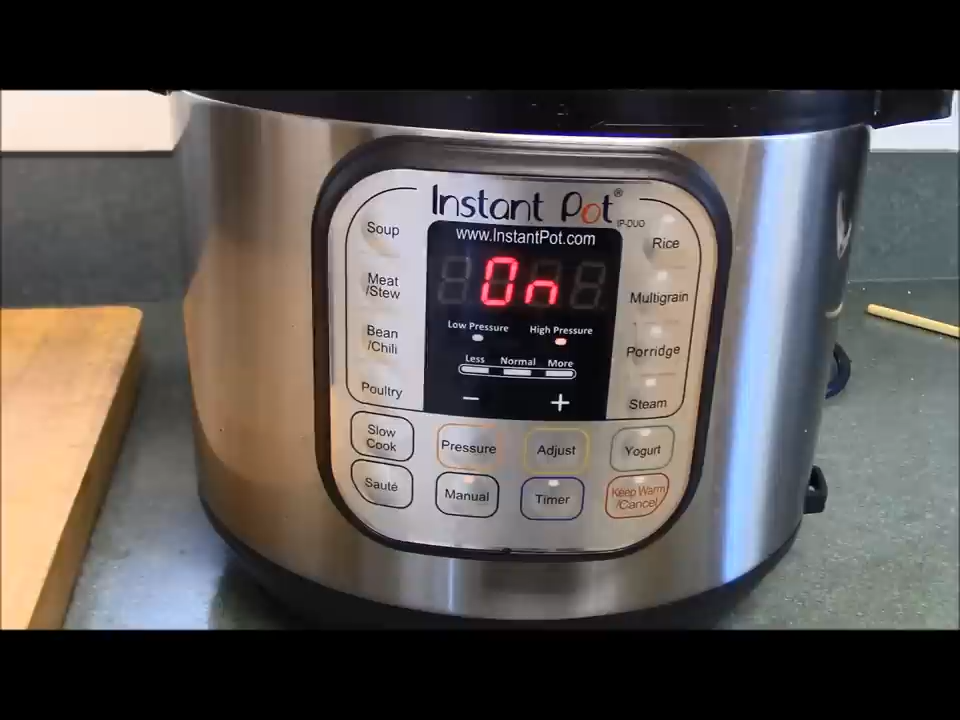 Instant Pot®
IP-DUO
www.InstantPot.com
Soup
Meat
/Stew
Bean
/Chili
Poultry
On
Low Pressure High Pressure
Less Normal More
− +
Rice
Multigrain
Porridge
Steam
Slow
Cook
Pressure
Adjust
Yogurt
Sauté
Manual
Timer
Keep Warm
/Cancel